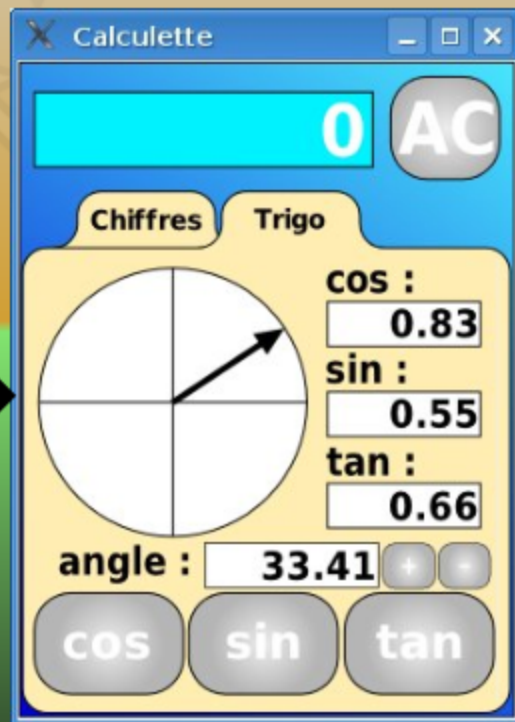 Calculette
0 AC
Chiffres Trigo
cos :
0.83
sin :
0.55
tan :
0.66
angle : 33.41 + -
cos sin tan